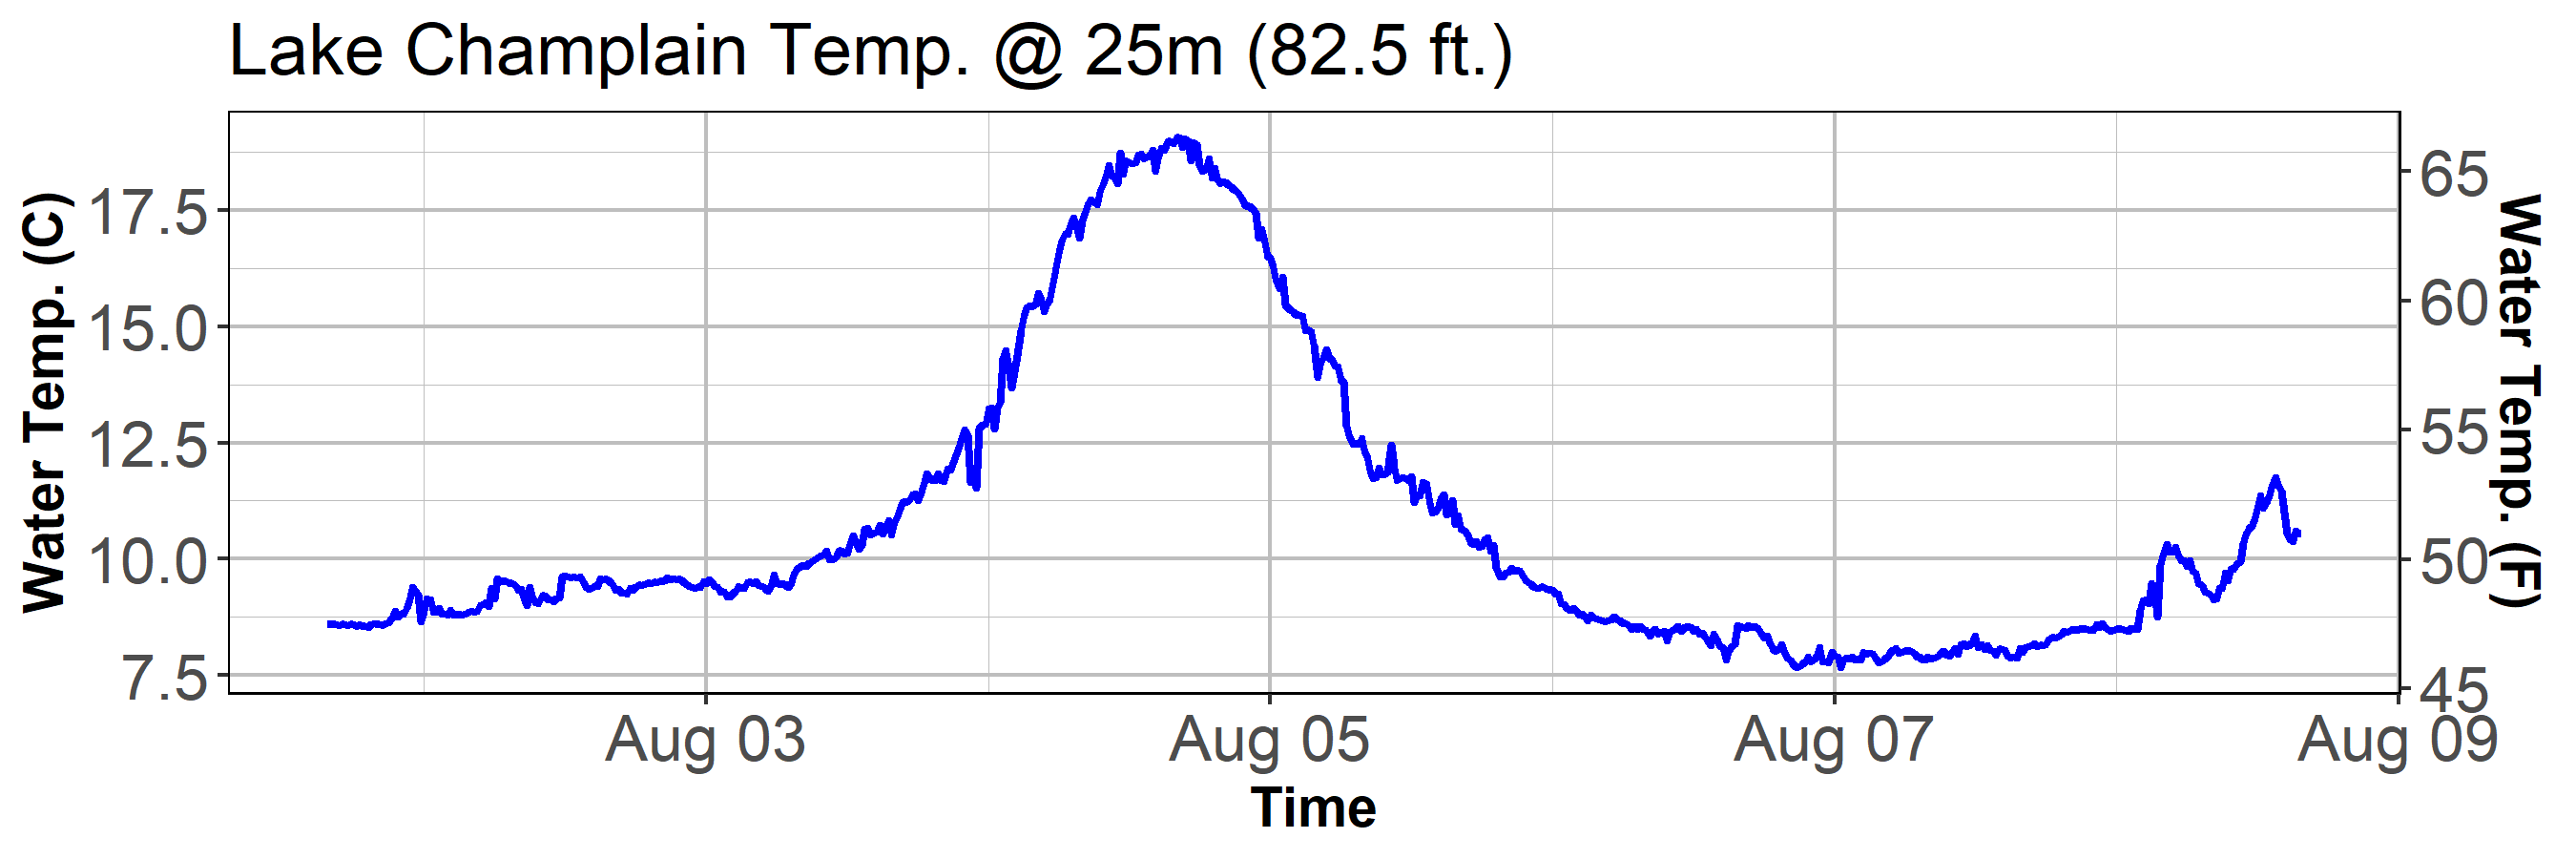 Lake Champlain Temp. @ 25m (82.5 ft.)
Water Temp. (C)
17.5
15.0
12.5
10.0
7.5
65
60
55
50
45
Water Temp. (F)
Aug 03 Aug 05 Aug 07 Aug 09
Time